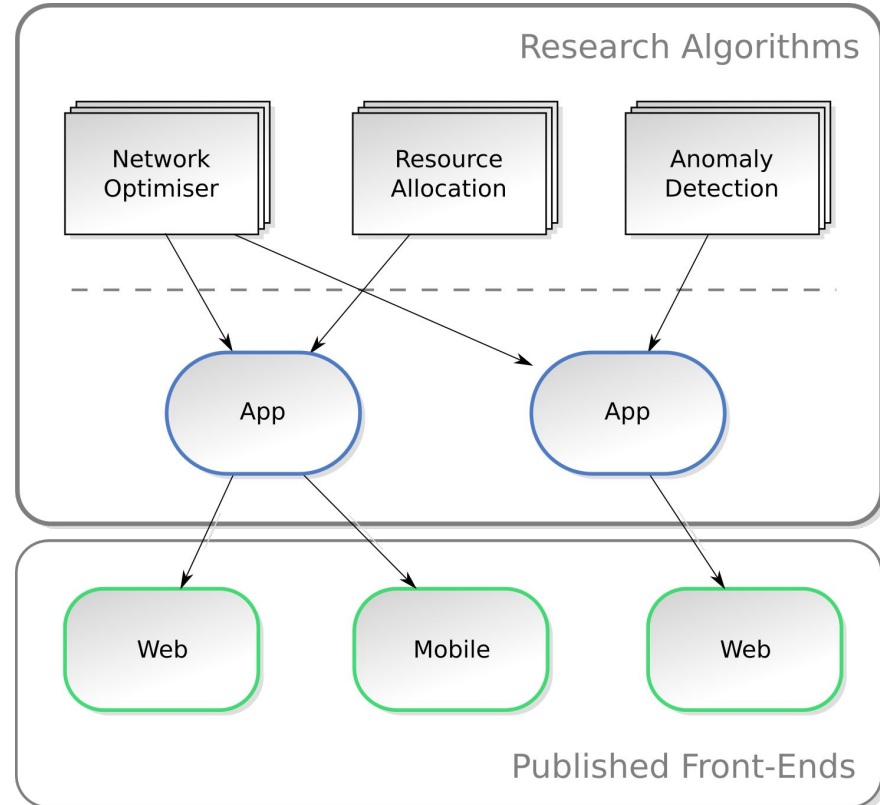 Research Algorithms
Network
Optimiser
Resource
Allocation
Anomaly
Detection
App
App
Web
Mobile
Web
Published Front-Ends